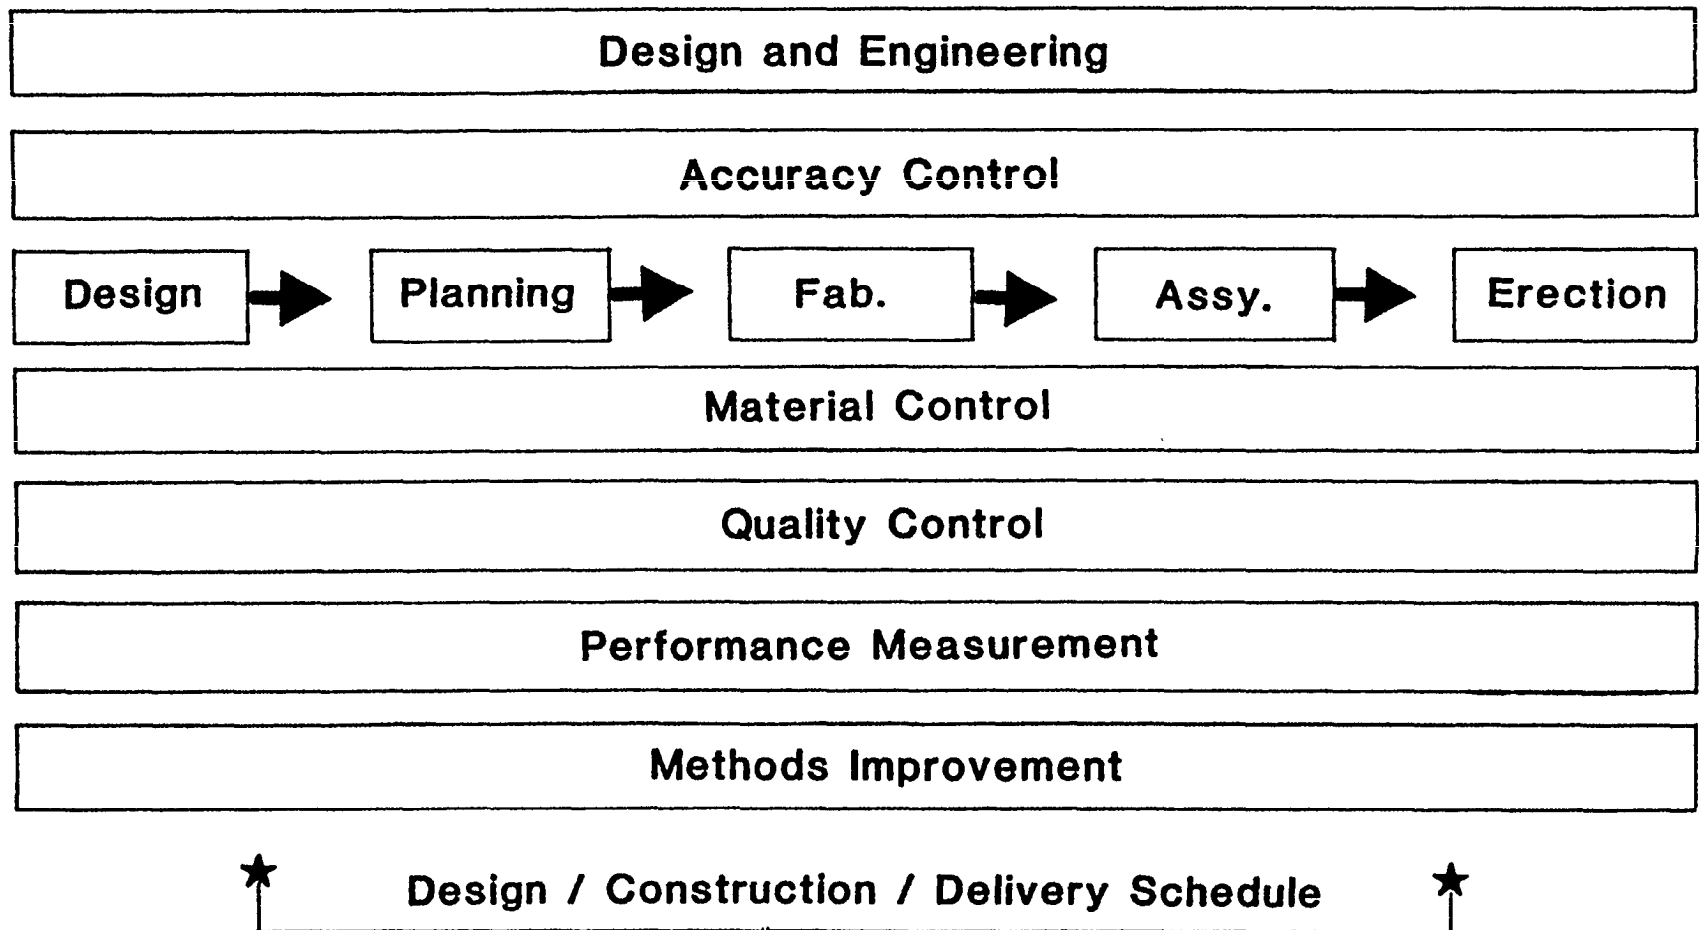 Design and Engineering
Accuracy Control
Design Planning Fab. Assy. Erection
Material Control
Quality Control
Performance Measurement
Methods Improvement
Design / Construction / Delivery Schedule